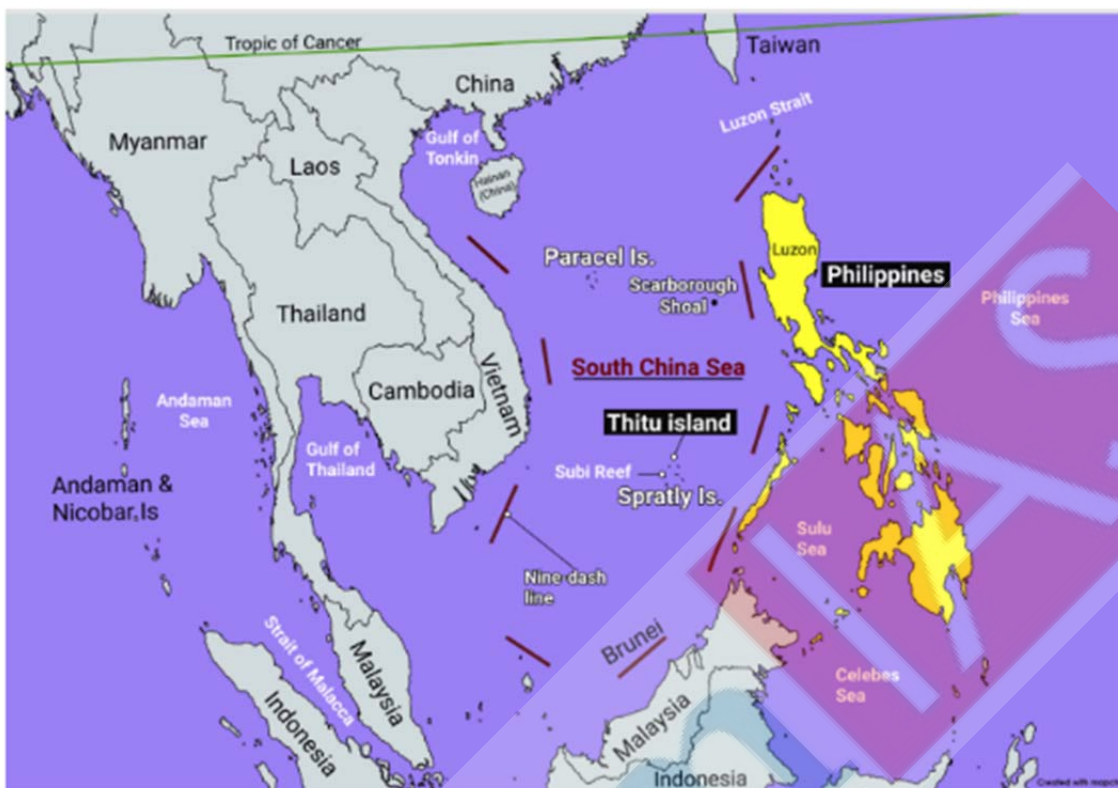 Tropic of Cancer
Taiwan
China
Luzon Strait
Myanmar
Gulf of
Tonkin
Laos
Hainan
(China)
Luzon
Paracel Is.
Philippines
Scarborough
Shoal
Philippines
Sea
Thailand
South China Sea
Vietnam
Cambodia
Andaman
Sea
Thitu island
Gulf of
Thailand
Subi Reef
Andaman &
Nicobar,Is
Spratly Is.
Sulu
Sea
Nine-dash
line
Strait of Malacca
Brunei
Malaysia
Celebes
Sea
Indonesia
Malaysia
Indonesia
IAS